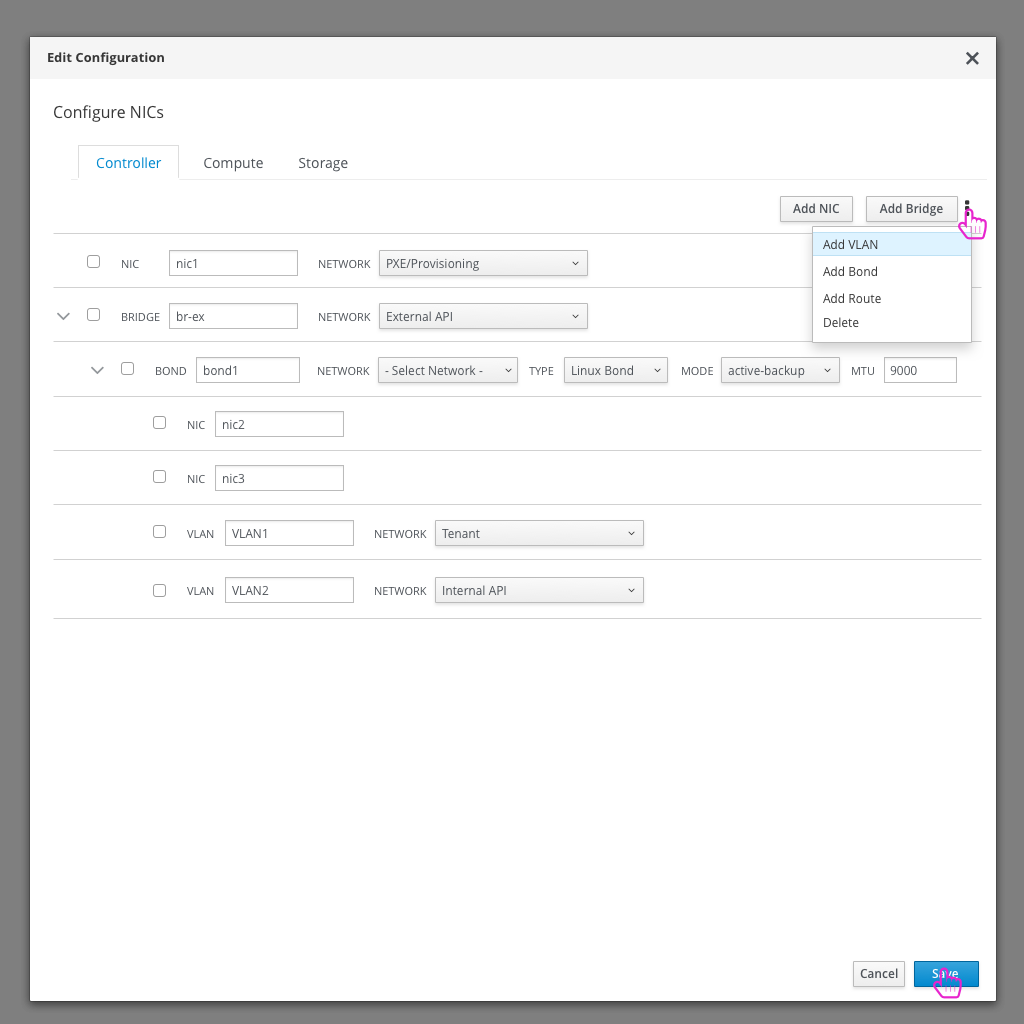 Edit Configuration
Configure NICs
Controller Compute Storage
Add NIC Add Bridge
Add VLAN
Add Bond
Add Route
Delete
NIC nic1 NETWORK PXE/Provisioning
BRIDGE br-ex NETWORK External API
BOND bond1 NETWORK - Select Network - TYPE Linux Bond MODE active-backup MTU 9000
NIC nic2
NIC nic3
VLAN VLAN1 NETWORK Tenant
VLAN VLAN2 NETWORK Internal API
Cancel Save